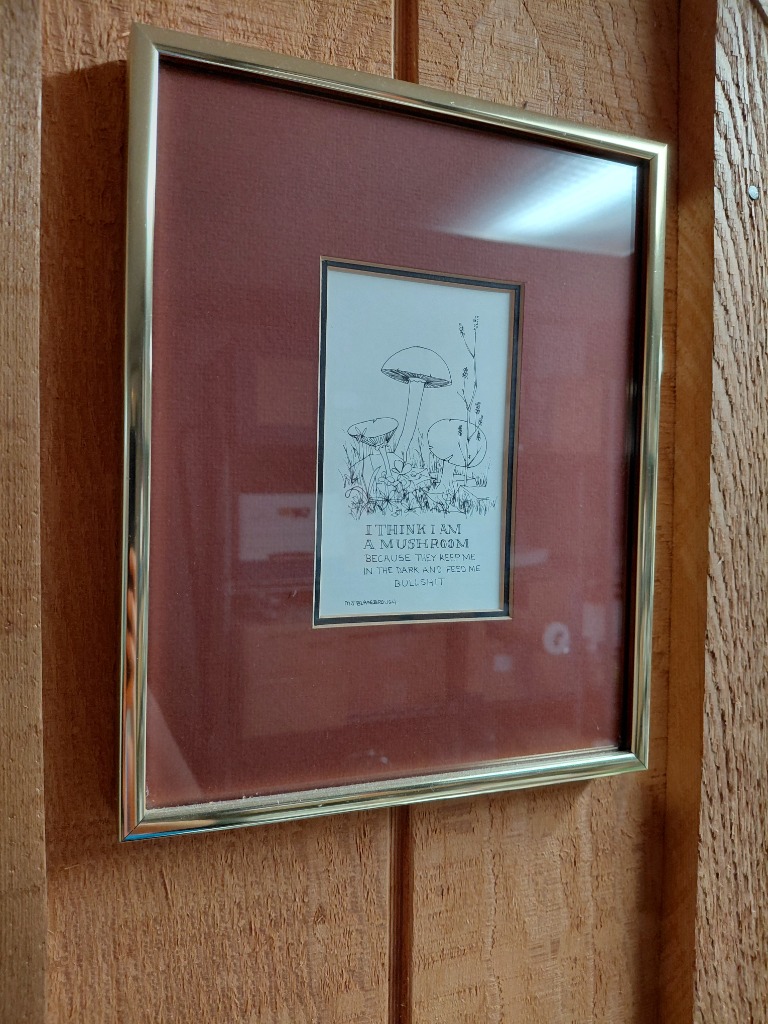 I THINK I AM
A MUSHROOM
BECAUSE THEY KEEP ME
IN THE DARK AND FEED ME
BULLSHIT